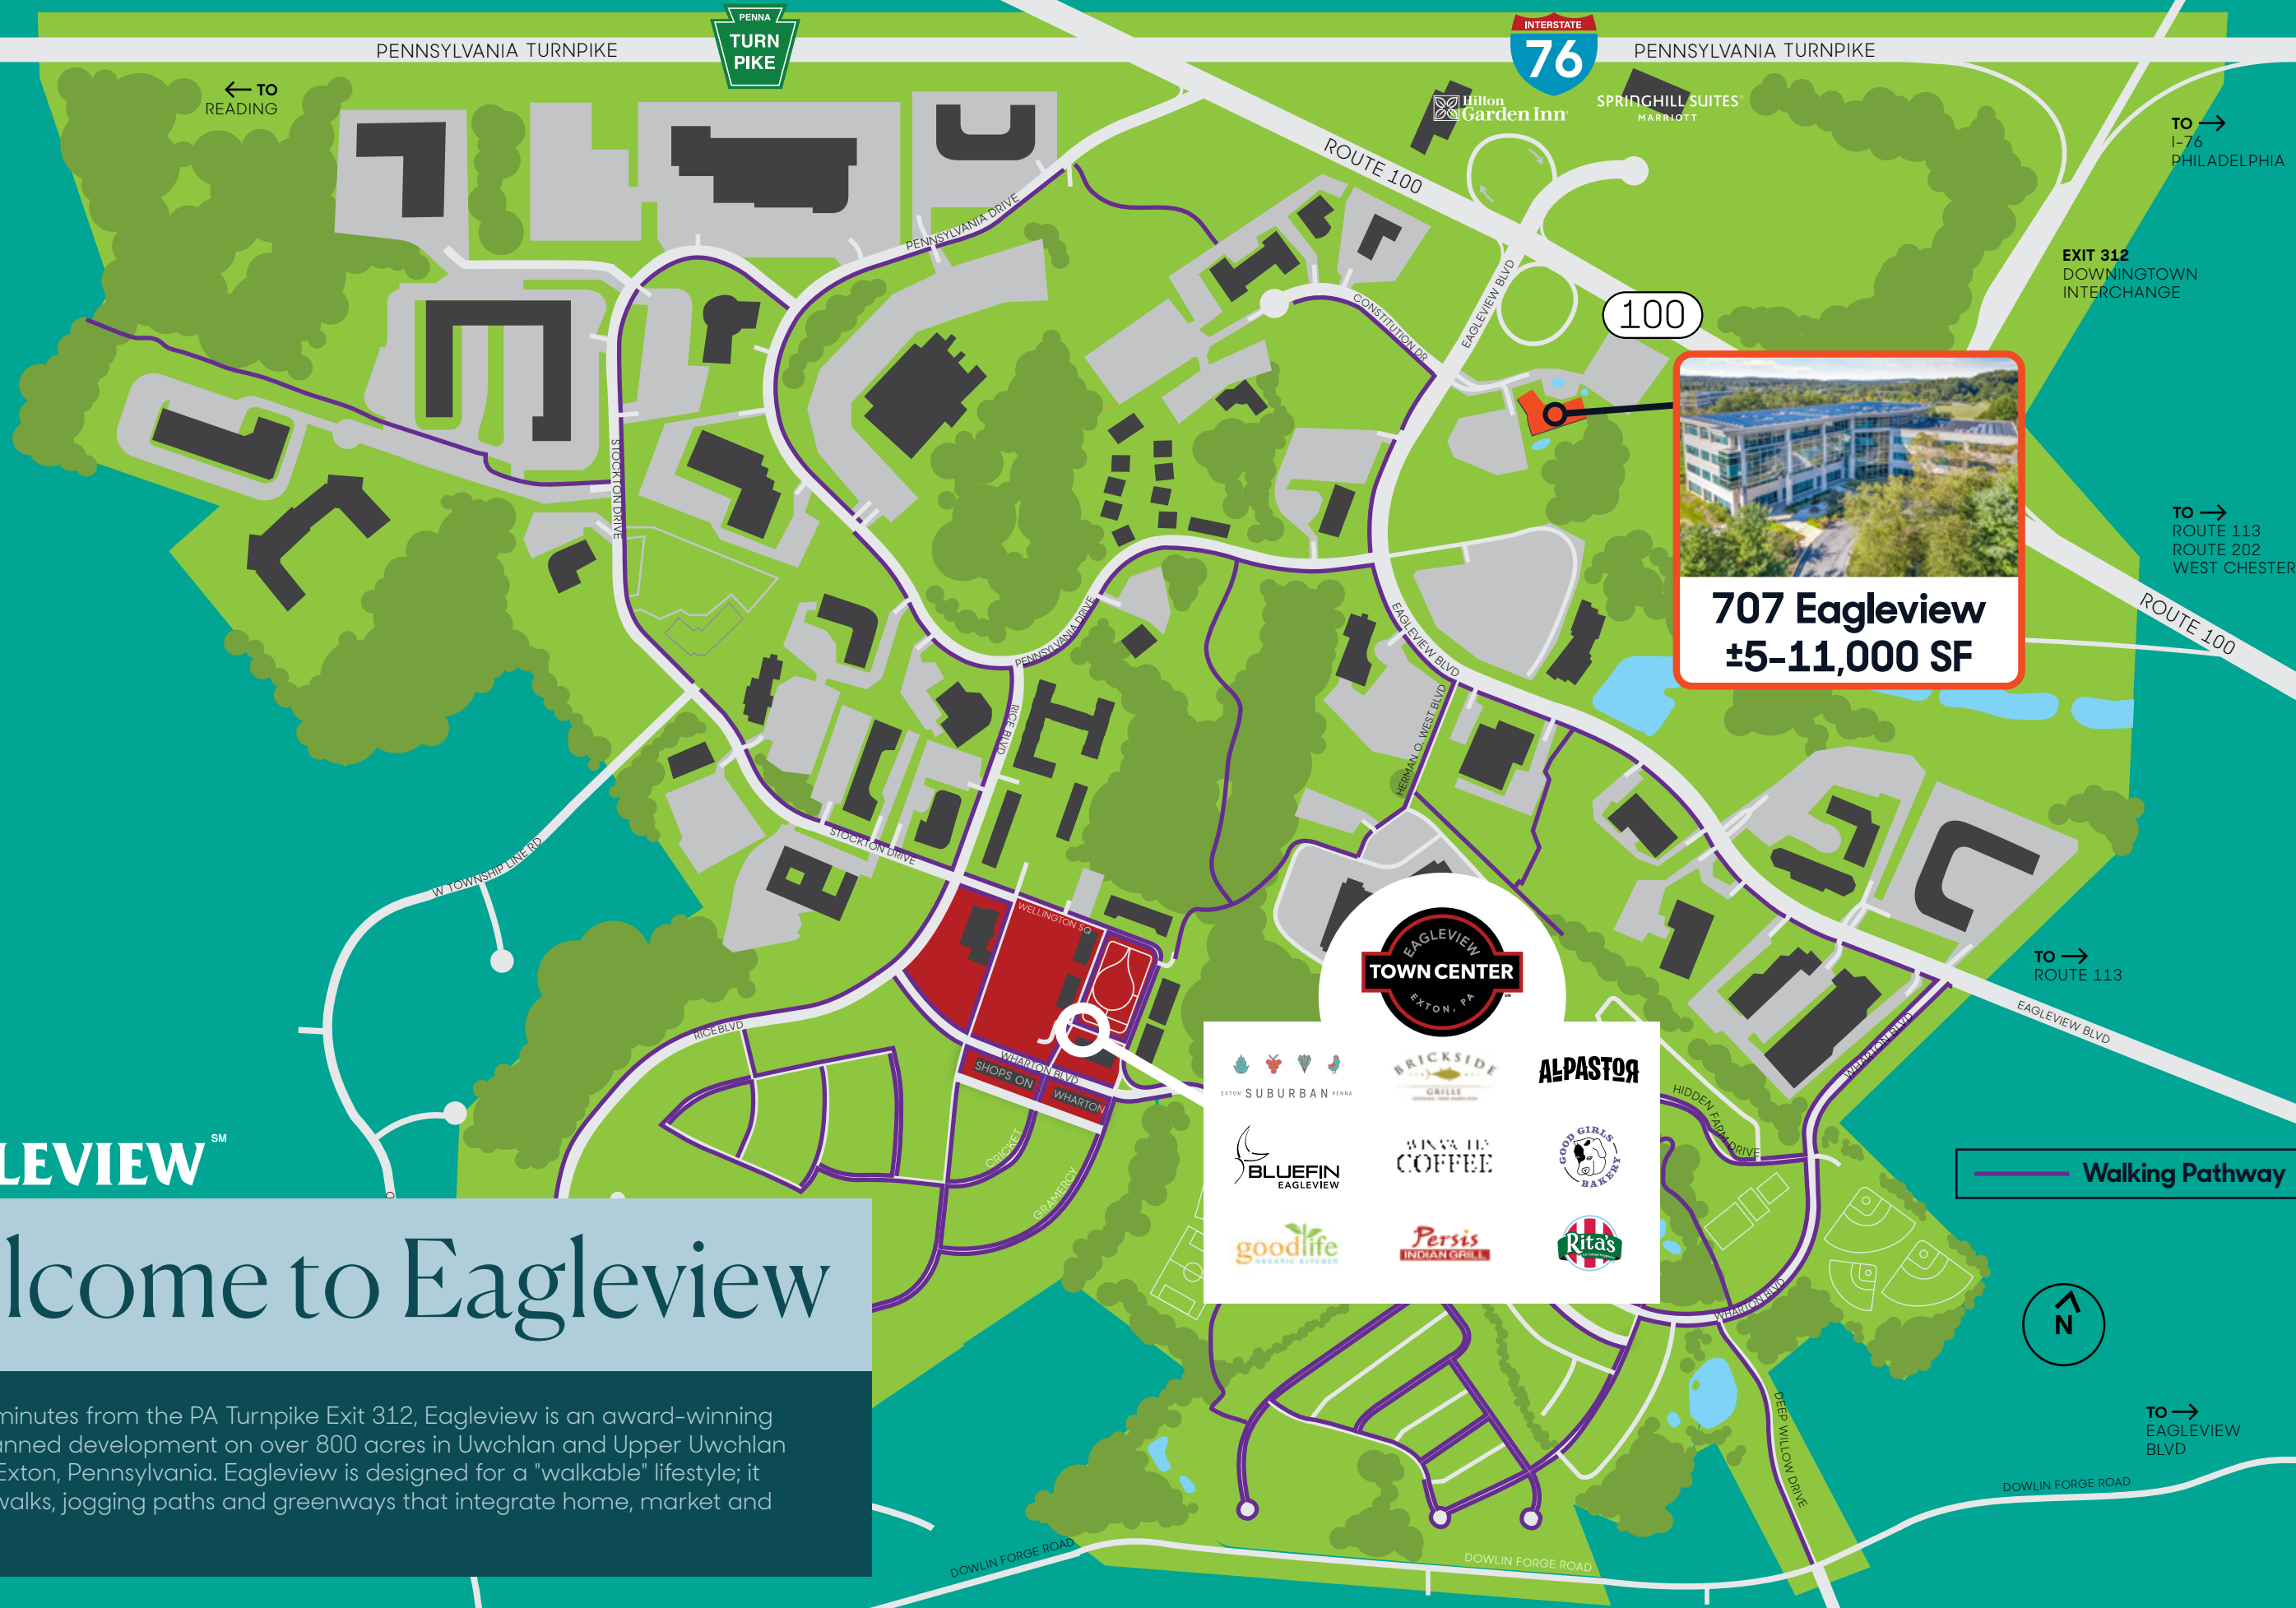 PENNSYLVANIA TURNPIKE
PENNA
TURN
PIKE
INTERSTATE
76
PENNSYLVANIA TURNPIKE
← TO
READING
Hilton
Garden Inn
SPRINGHILL SUITES
MARRIOTT
ROUTE 100
TO →
I-76
PHILADELPHIA
PENNSYLVANIA DRIVE
EXIT 312
DOWNINGTOWN
INTERCHANGE
CONSTITUTION DR
EAGLEVIEW BLVD
100
STOCKTON DRIVE
TO →
ROUTE 113
ROUTE 202
WEST CHESTER
707 Eagleview
±5-11,000 SF
ROUTE 100
PENNSYLVANIA DRIVE
EAGLEVIEW BLVD
RICE BLVD
HERMAN O. WEST BLVD
STOCKTON DRIVE
W TOWNSHIP LINE RD
WELLINGTON SQ
EAGLEVIEW
TOWN CENTER
EXTON, PA
SM
TO →
ROUTE 113
EAGLEVIEW BLVD
RICE BLVD
WHARTON BLVD
SHOPS ON
WHARTON
WHARTON BLVD
EXTON SUBURBAN PENNA
BRICKSIDE
GRILLE
ALPASTOR
HIDDEN FARM DRIVE
BLUEFIN
EAGLEVIEW
COFFEE
GOOD GIRLS
BAKERY
CRICKET
GRAMERCY
goodlife
ORGANIC KITCHEN
Persis
INDIAN GRILL
Rita's
Walking Pathway
LEVIEW SM
lcome to Eagleview
WHARTON BLVD
N
minutes from the PA Turnpike Exit 312, Eagleview is an award-winning
nned development on over 800 acres in Uwchlan and Upper Uwchlan
Exton, Pennsylvania. Eagleview is designed for a "walkable" lifestyle; it
walks, jogging paths and greenways that integrate home, market and
DEEP WILLOW DRIVE
TO →
EAGLEVIEW
BLVD
DOWLIN FORGE ROAD
DOWLIN FORGE ROAD
DOWLIN FORGE ROAD